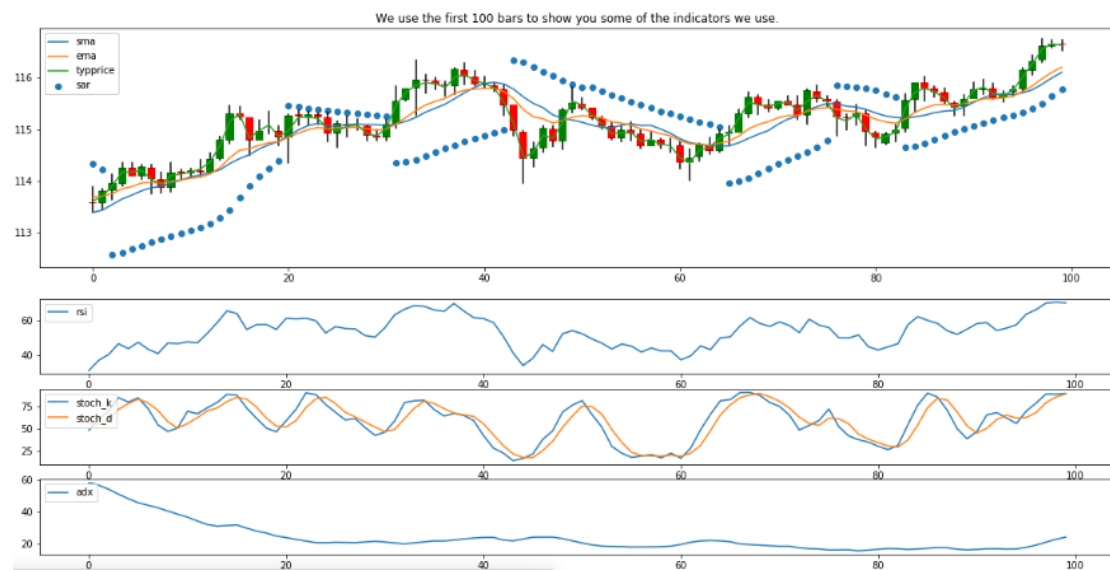 We use the first 100 bars to show you some of the indicators we use.
sma
ema
typprice
sar
116
115
114
113
0 20 40 60 80 100
rsi
60
40
0 20 40 60 80 100
stoch_k
stoch_d
75
50
25
0 20 40 60 80 100
adx
60
40
20
0 20 40 60 80 100